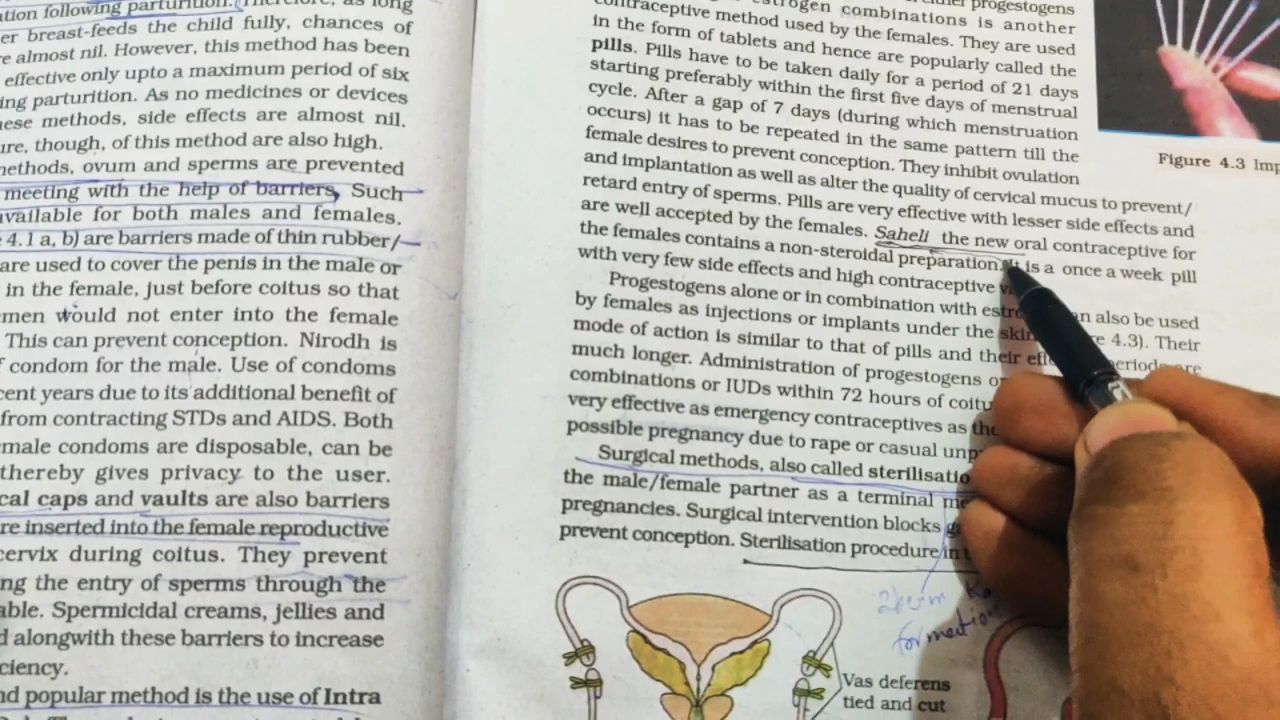 ation following parturition. Therefore, as long
er breast-feeds the child fully, chances of
re almost nil. However, this method has been
effective only upto a maximum period of six
ing parturition. As no medicines or devices
hese methods, side effects are almost nil.
ure, though, of this method are also high.
methods, ovum and sperms are prevented
meeting with the help of barriers. Such
available for both males and females.
4.1 a, b) are barriers made of thin rubber/
are used to cover the penis in the male or
in the female, just before coitus so that
men would not enter into the female
This can prevent conception. Nirodh is
f condom for the male. Use of condoms
cent years due to its additional benefit of
from contracting STDs and AIDS. Both
male condoms are disposable, can be
thereby gives privacy to the user.
cal caps and vaults are also barriers
re inserted into the female reproductive
cervix during coitus. They prevent
ng the entry of sperms through the
able. Spermicidal creams, jellies and
d alongwith these barriers to increase
ciency.
nd popular method is the use of Intra
progestogens
estrogen combinations is another
contraceptive method used by the females. They are used
in the form of tablets and hence are popularly called the
pills. Pills have to be taken daily for a period of 21 days
starting preferably within the first five days of menstrual
cycle. After a gap of 7 days (during which menstruation
occurs) it has to be repeated in the same pattern till the
female desires to prevent conception. They inhibit ovulation
and implantation as well as alter the quality of cervical mucus to prevent/
retard entry of sperms. Pills are very effective with lesser side effects and
are well accepted by the females. Saheli the new oral contraceptive for
the females contains a non-steroidal preparation. It is a once a week pill
with very few side effects and high contraceptive
Progestogens alone or in combination with estro an also be used
by females as injections or implants under the skin re 4.3). Their
mode of action is similar to that of pills and their eff periods are
much longer. Administration of progestogens o
combinations or IUDs within 72 hours of coitu
very effective as emergency contraceptives as the
possible pregnancy due to rape or casual unp
Surgical methods, also called sterilisatio
the male/female partner as a terminal me
pregnancies. Surgical intervention blocks g
prevent conception. Sterilisation procedure in t
formation
Vas deferens
tied and cut
Figure 4.3 Imp